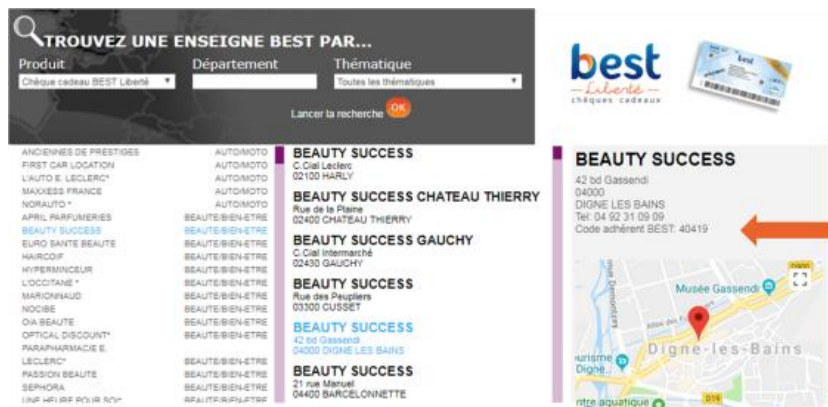 TROUVEZ UNE ENSEIGNE BEST PAR...
Produit Département Thématique
Chèque cadeau BEST Liberté Toutes les thématiques
Lancer la recherche OK
best
Liberté
chèques cadeaux
ANCIENNES DE PRESTIGES AUTO/MOTO
FIRST CAR LOCATION AUTO/MOTO
L'AUTO E. LECLERC* AUTO/MOTO
MAXXESS FRANCE AUTO/MOTO
NORAUTO * AUTO/MOTO
APRIL PARFUMERIES BEAUTE/BIEN-ETRE
BEAUTY SUCCESS BEAUTE/BIEN-ETRE
EURO SANTE BEAUTE BEAUTE/BIEN-ETRE
HAIRCOIF BEAUTE/BIEN-ETRE
HYPERMINCEUR BEAUTE/BIEN-ETRE
L'OCCITANE * BEAUTE/BIEN-ETRE
MARIONNAUD BEAUTE/BIEN-ETRE
NOCIBE BEAUTE/BIEN-ETRE
OIA BEAUTE BEAUTE/BIEN-ETRE
OPTICAL DISCOUNT* BEAUTE/BIEN-ETRE
PARAPHARMACIE E.
LECLERC* BEAUTE/BIEN-ETRE
PASSION BEAUTE BEAUTE/BIEN-ETRE
SEPHORA BEAUTE/BIEN-ETRE
UNE HEURE POUR SOI* BEAUTE/BIEN-ETRE
BEAUTY SUCCESS
C.Cial Leclerc
02100 HARLY
BEAUTY SUCCESS CHATEAU THIERRY
Rue de la Plaine
02400 CHATEAU THIERRY
BEAUTY SUCCESS GAUCHY
C.Cial Intermarché
02430 GAUCHY
BEAUTY SUCCESS
Rue des Peupliers
03300 CUSSET
BEAUTY SUCCESS
42 bd Gassendi
04000 DIGNE LES BAINS
BEAUTY SUCCESS
21 rue Manuel
04400 BARCELONNETTE
BEAUTY SUCCESS
42 bd Gassendi
04000
DIGNE LES BAINS
Tel: 04 92 31 09 09
Code adhérent BEST: 40419
Musée Gassendi
Digne-les-Bains
Digne
D19